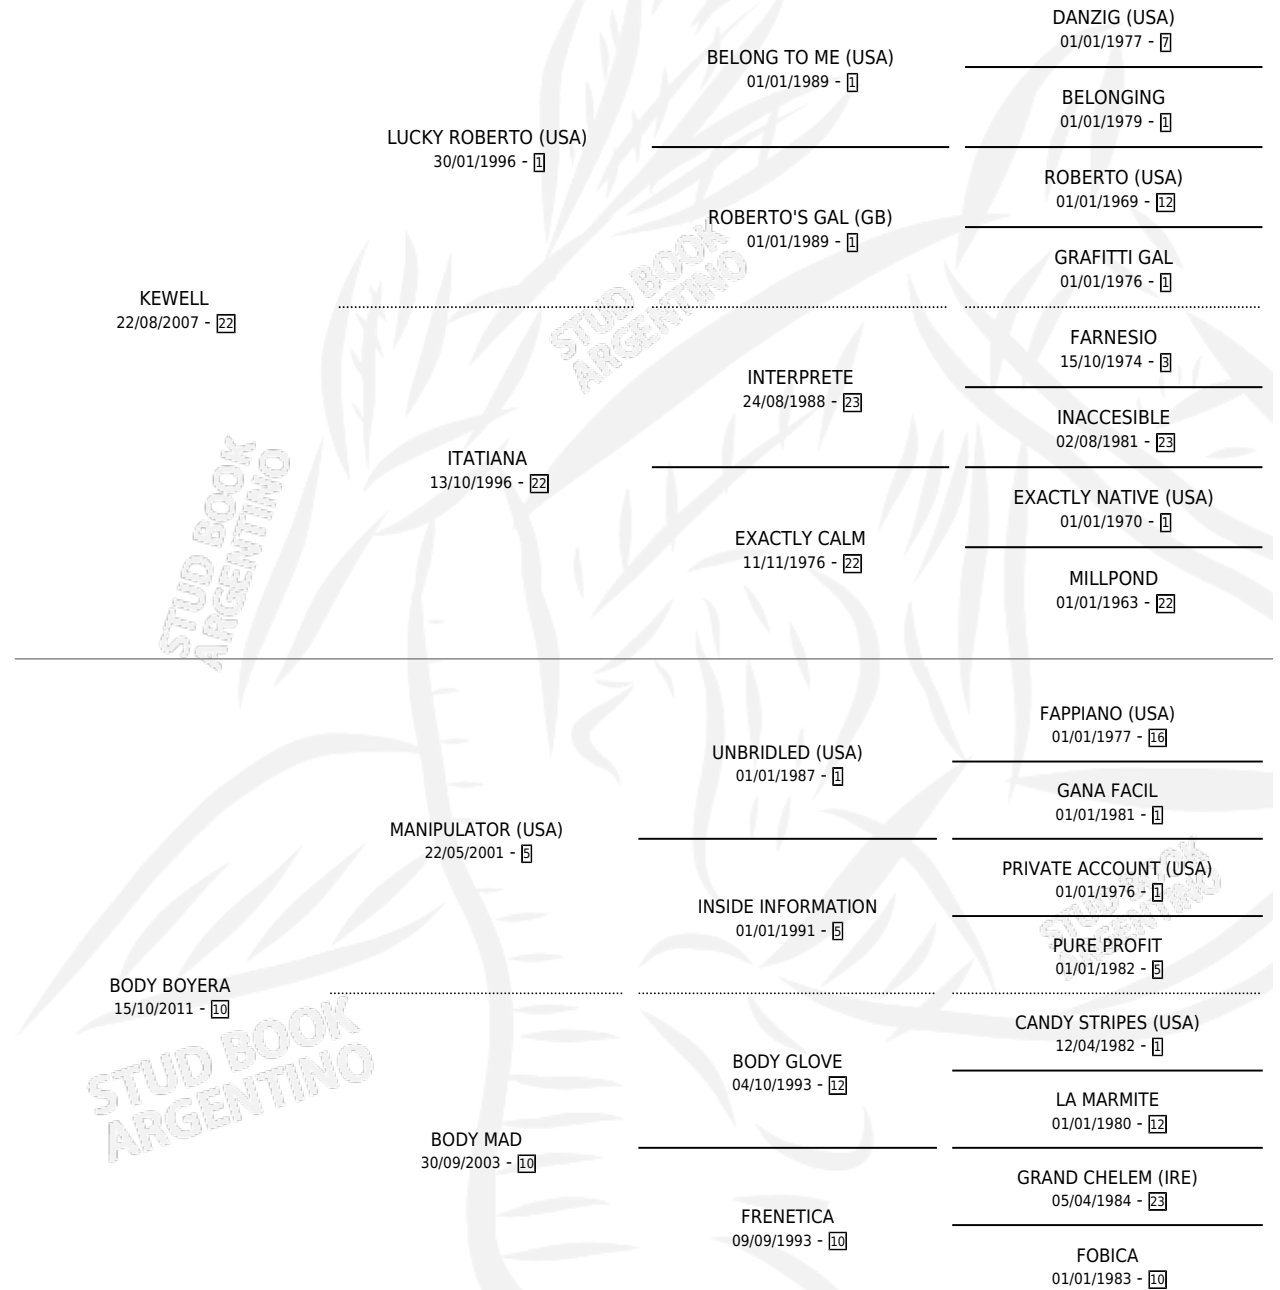 DANZIG (USA)
01/01/1977 - 7
BELONG TO ME (USA)
01/01/1989 - 1
BELONGING
01/01/1979 - 1
LUCKY ROBERTO (USA)
30/01/1996 - 1
ROBERTO (USA)
01/01/1969 - 12
ROBERTO'S GAL (GB)
01/01/1989 - 1
GRAFITTI GAL
01/01/1976 - 1
KEWELL
22/08/2007 - 22
STUD BOOK
ARGENTINO
FARNESIO
15/10/1974 - 3
INTERPRETE
24/08/1988 - 23
INACCESIBLE
02/08/1981 - 23
ITATIANA
13/10/1996 - 22
EXACTLY NATIVE (USA)
01/01/1970 - 1
EXACTLY CALM
11/11/1976 - 22
MILLPOND
01/01/1963 - 22
STUD BOOK
ARGENTINO
FAPPIANO (USA)
01/01/1977 - 16
UNBRIDLED (USA)
01/01/1987 - 1
GANA FACIL
01/01/1981 - 1
MANIPULATOR (USA)
22/05/2001 - 5
PRIVATE ACCOUNT (USA)
01/01/1976 - 1
INSIDE INFORMATION
01/01/1991 - 5
STUD BOOK
ARGENTINO
PURE PROFIT
01/01/1982 - 5
BODY BOYERA
15/10/2011 - 10
CANDY STRIPES (USA)
12/04/1982 - 1
BODY GLOVE
04/10/1993 - 12
STUD BOOK
ARGENTINO
LA MARMITE
01/01/1980 - 12
BODY MAD
30/09/2003 - 10
GRAND CHELEM (IRE)
05/04/1984 - 23
FRENETICA
09/09/1993 - 10
FOBICA
01/01/1983 - 10